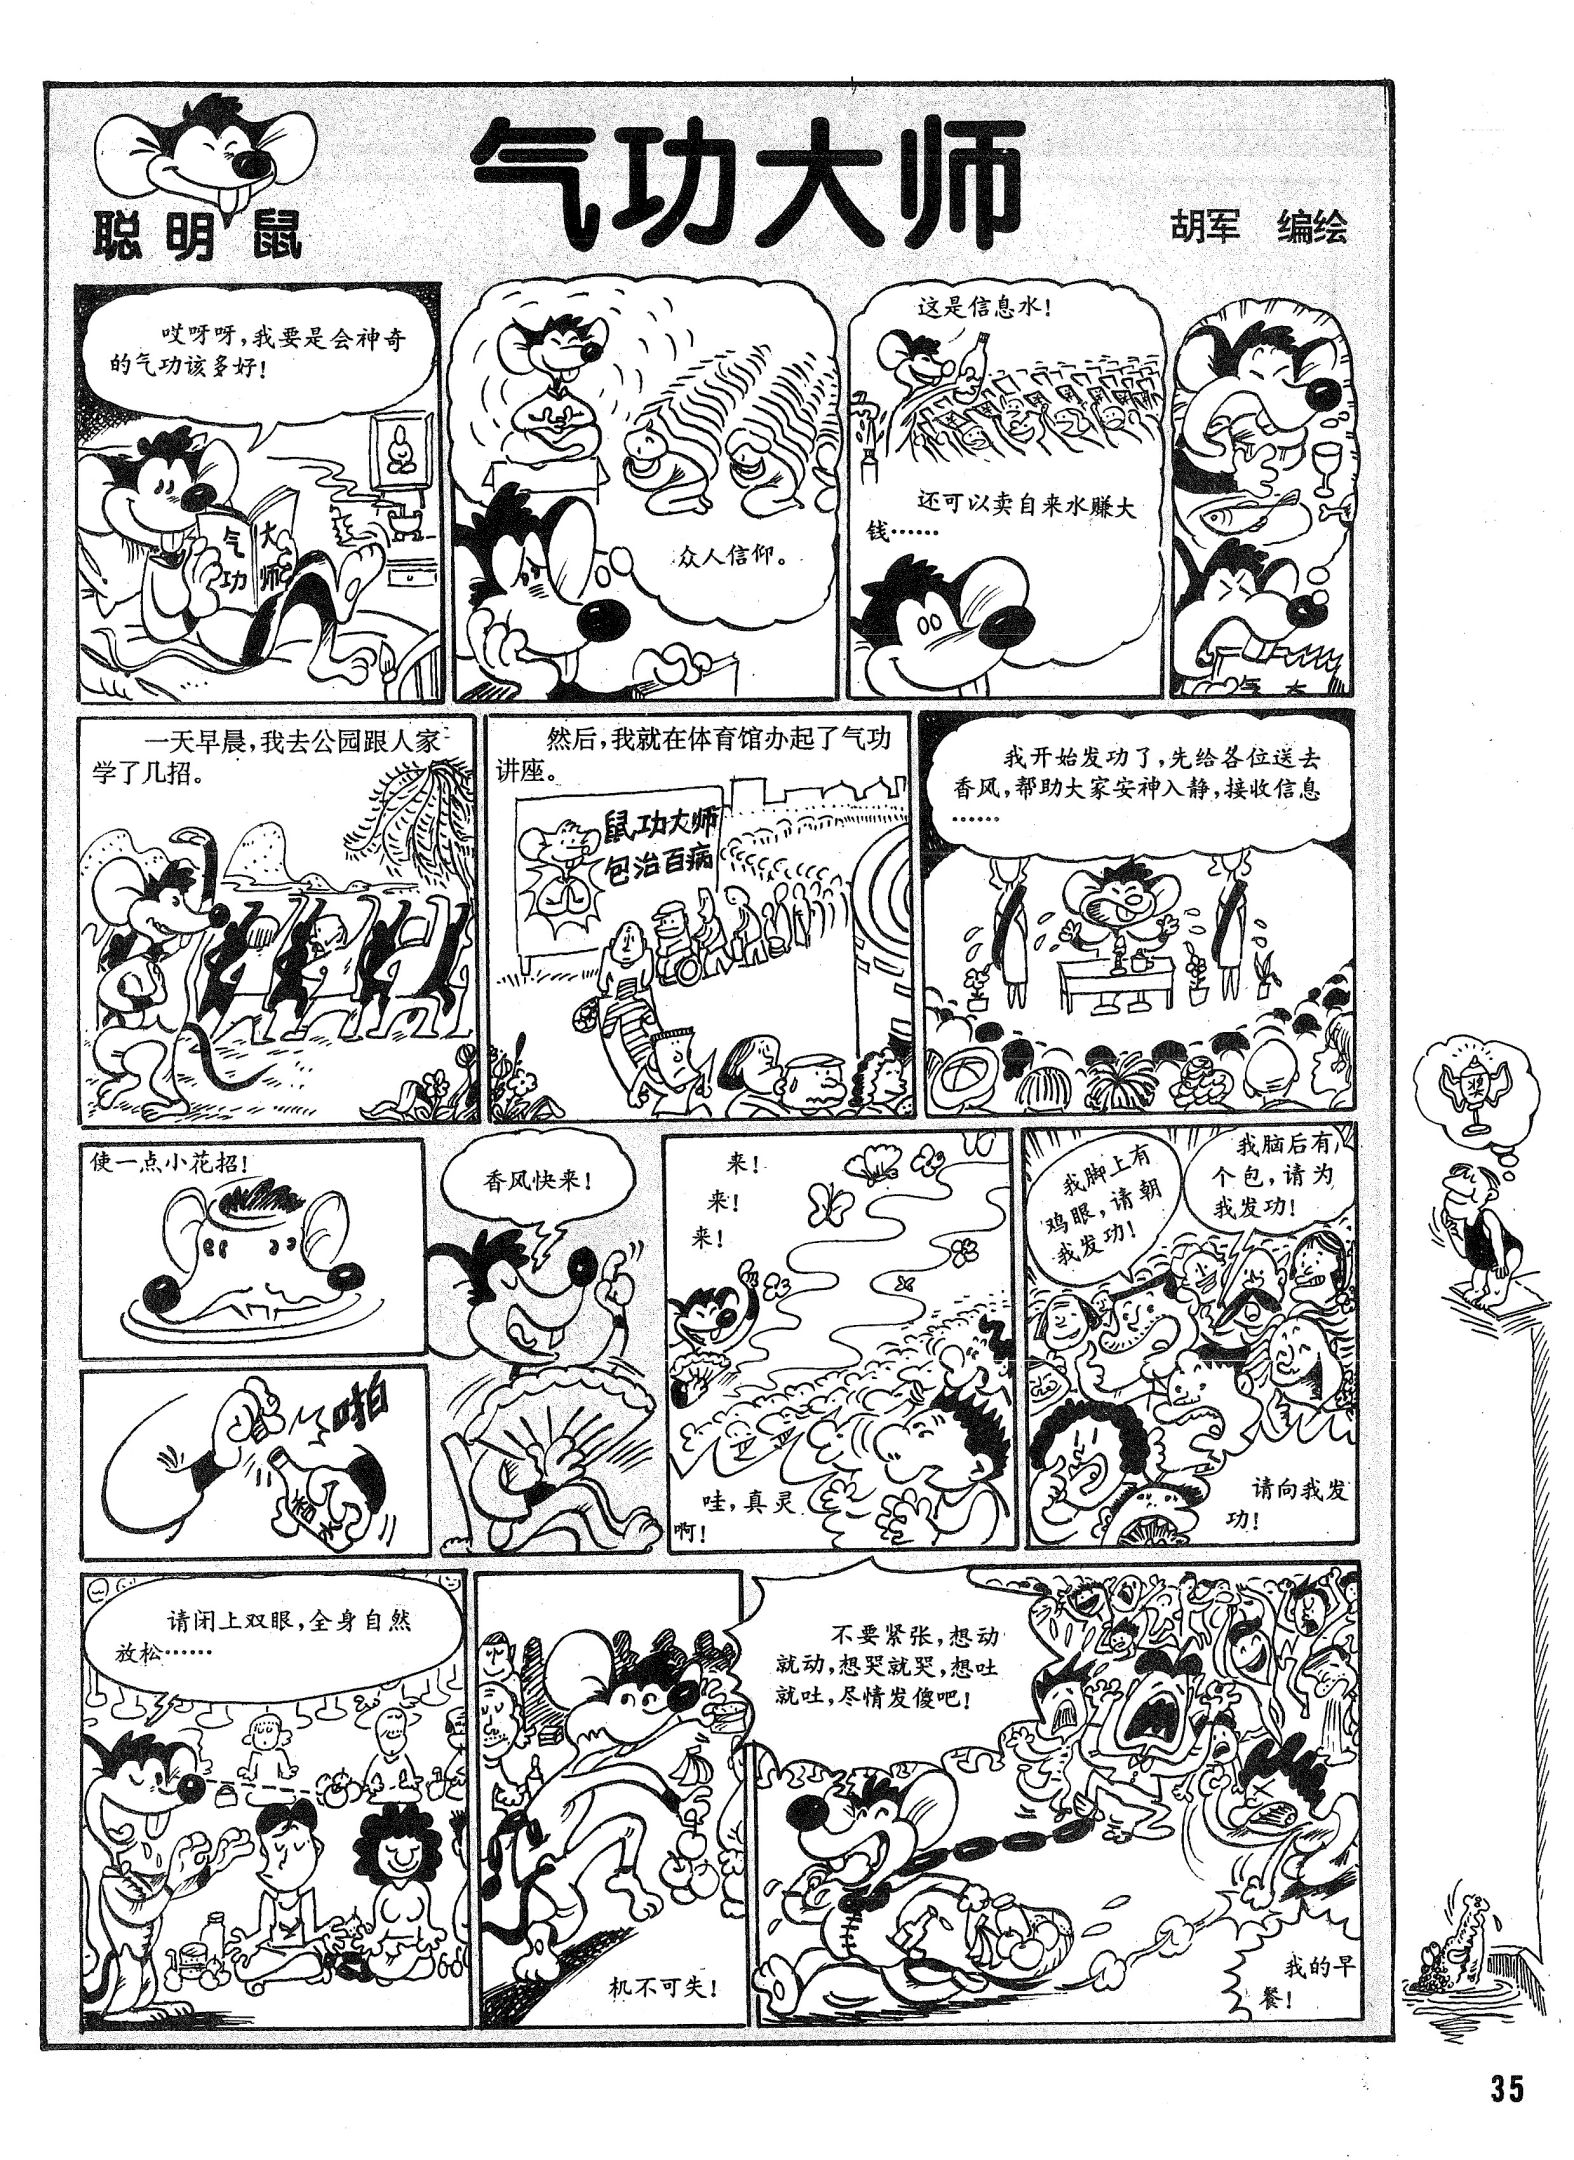 聪明鼠
气功大师
胡军 编绘
哎呀呀，我要是会神奇
的气功该多好！
气功
大师
众人信仰。
这是信息水！
还可以卖自来水赚大
钱……
一天早晨，我去公园跟人家
学了几招。
然后，我就在体育馆办起了气功
讲座。
鼠功大师
包治百病
我开始发功了，先给各位送去
香风，帮助大家安神入静，接收信息
……
使一点小花招！
啪
香水
香风快来！
来！
来！
来！
哇，真灵
啊！
我脚上有
鸡眼，请朝
我发功！
我脑后有
个包，请为
我发功！
请向我发
功！
请闭上双眼，全身自然
放松……
机不可失！
不要紧张，想动
就动，想哭就哭，想吐
就吐，尽情发傻吧！
我的早
餐！
奖
35